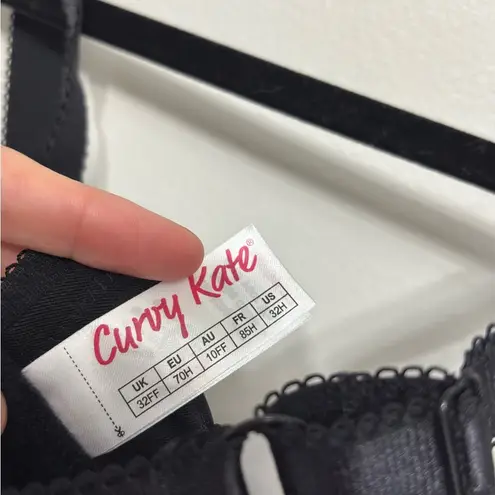 Curvy Kate®
UK EU AU FR US
32FF 70H 10FF 85H 32H